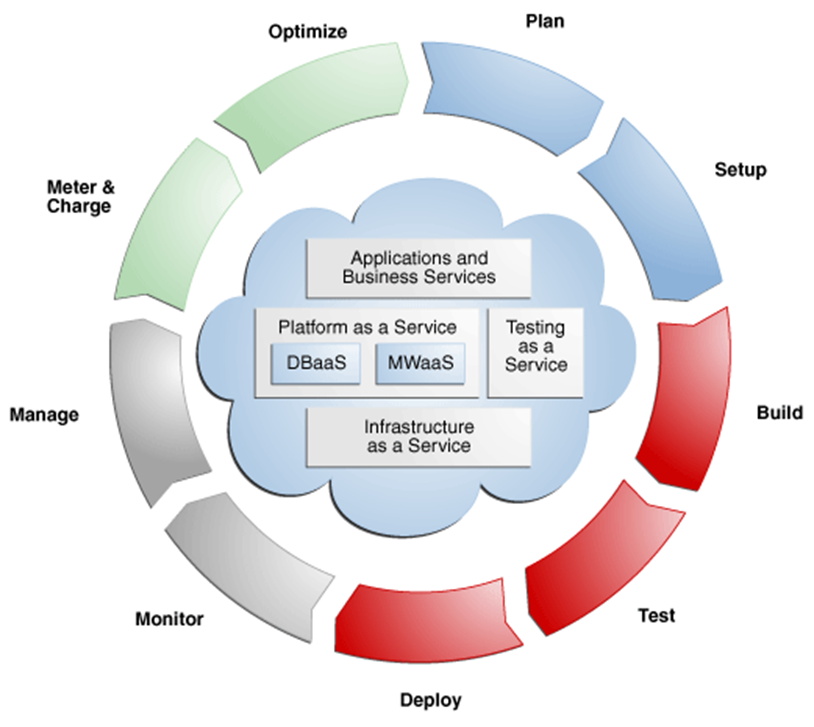 Optimize
Plan
Setup
Build
Test
Deploy
Monitor
Manage
Meter &
Charge
Applications and
Business Services
Platform as a Service
DBaaS
MWaaS
Testing
as a
Service
Infrastructure
as a Service